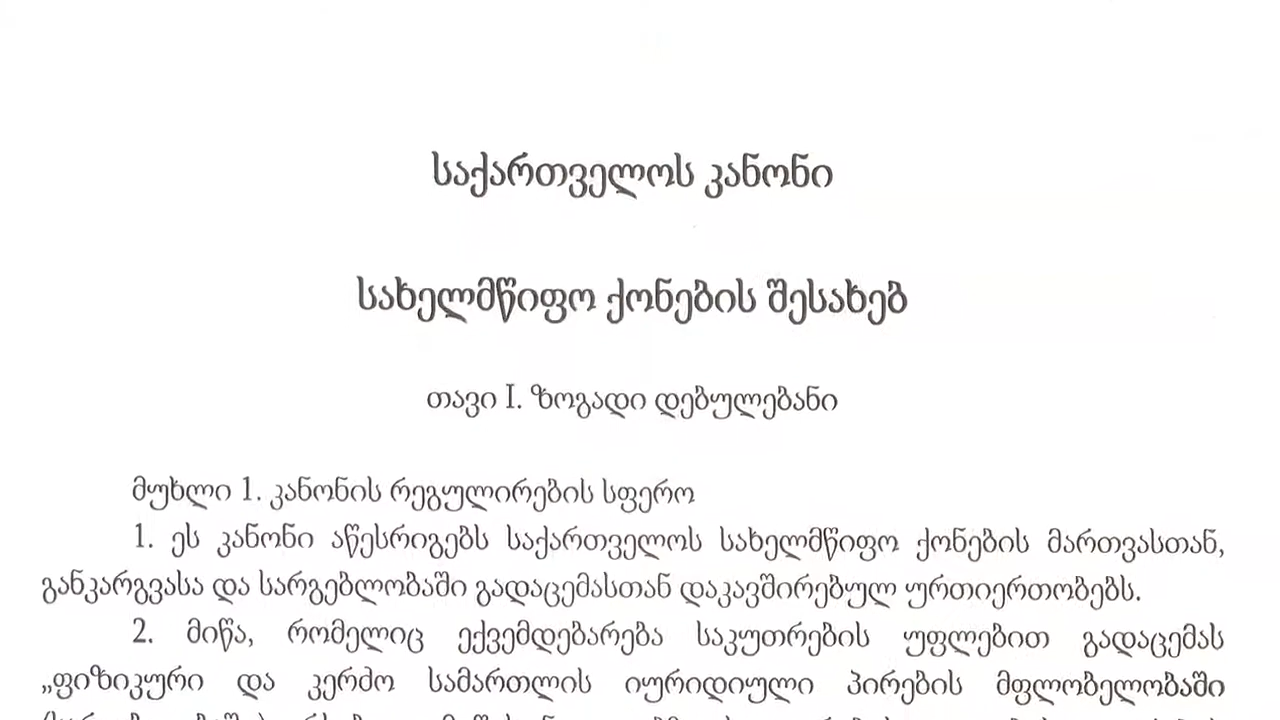 საქართველოს კანონი
სახელმწიფო ქონების შესახებ
თავი I. ზოგადი დებულებანი
მუხლი 1. კანონის რეგულირების სფერო
1. ეს კანონი აწესრიგებს საქართველოს სახელმწიფო ქონების მართვასთან,
განკარგვასა და სარგებლობაში გადაცემასთან დაკავშირებულ ურთიერთობებს.
2. მიწა, რომელიც ექვემდებარება საკუთრების უფლებით გადაცემას
„ფიზიკური და კერძო სამართლის იურიდიული პირების მფლობელობაში